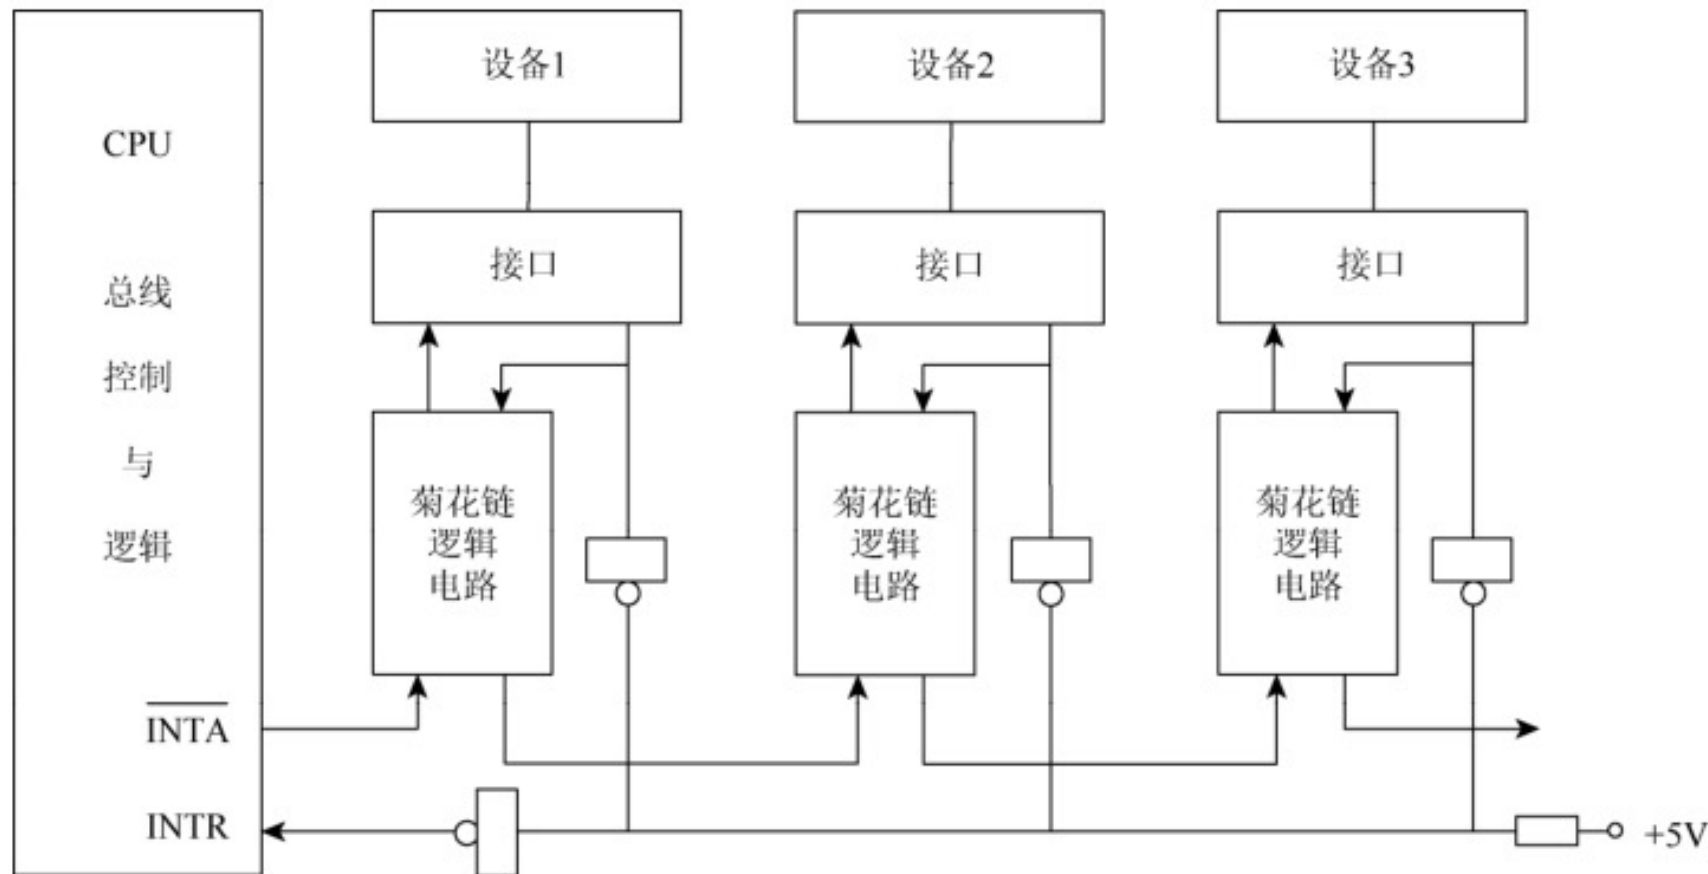 设备1
设备2
设备3
CPU
总线
控制
与
逻辑
接口
接口
接口
菊花链
逻辑
电路
菊花链
逻辑
电路
菊花链
逻辑
电路
INTA
INTR
+5V